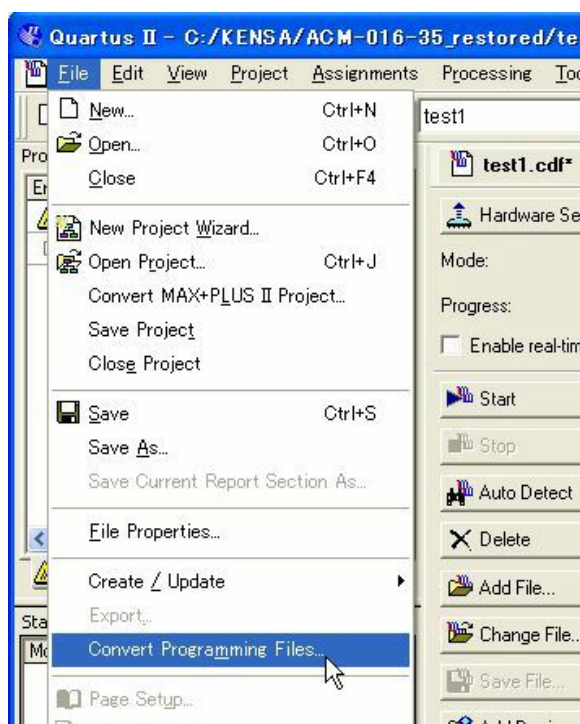 Quartus II - C:/KENSA/ACM-016-35_restored/te
File Edit View Project Assignments Processing Too
New... Ctrl+N
Open... Ctrl+O
Close Ctrl+F4
New Project Wizard...
Open Project... Ctrl+J
Convert MAX+PLUS II Project...
Save Project
Close Project
Save Ctrl+S
Save As...
Save Current Report Section As...
File Properties...
Create / Update
Export...
Convert Programming Files...
Page Setup...
Pro
Er
Sta
Mo
test1
test1.cdf*
Hardware Se
Mode:
Progress:
Enable real-tim
Start
Stop
Auto Detect
Delete
Add File...
Change File..
Save File...